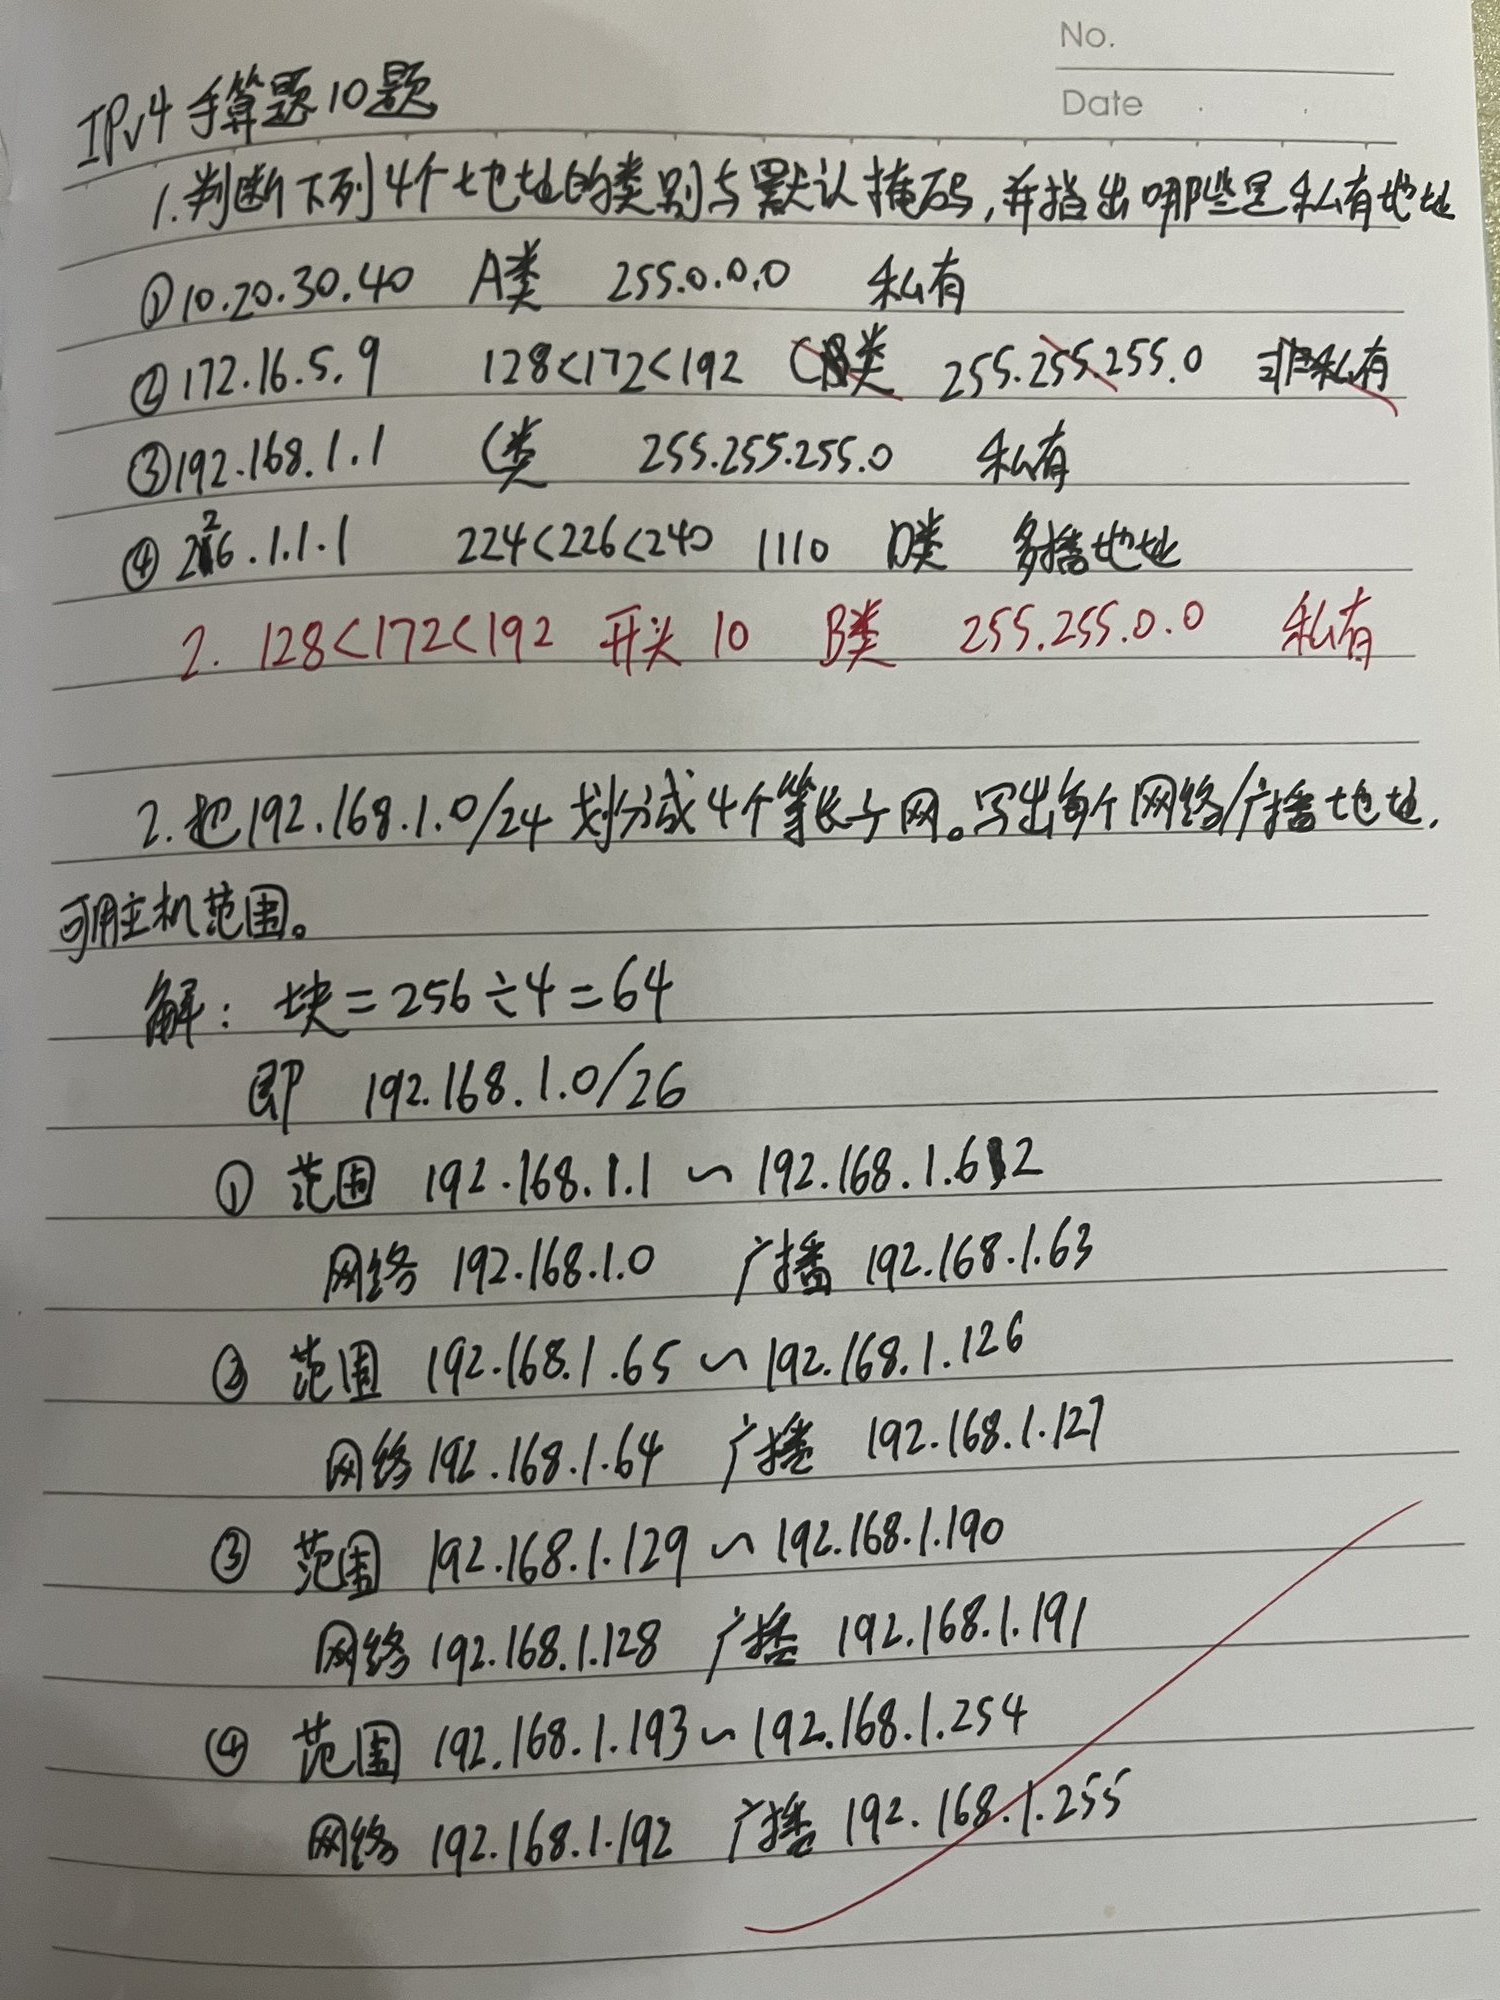 No.
Date
IPv4手算题10题
1.判断下列4个地址的类别与默认掩码,并指出哪些是私有地址
①10.20.30.40 A类 255.0.0.0 私有
②172.16.5.9 128<172<192 B类 255.255.255.0 非私有
③192.168.1.1 C类 255.255.255.0 私有
④226.1.1.1 224<226<240 1110 D类 多播地址
2. 128<172<192 开头 10 B类 255.255.0.0 私有
2.把192.168.1.0/24划分成4个等长子网。写出每个网络/广播地址,
可用主机范围。
解: 块=256÷4=64
即 192.168.1.0/26
① 范围 192.168.1.1 ~ 192.168.1.62
网络 192.168.1.0 广播 192.168.1.63
② 范围 192.168.1.65 ~ 192.168.1.126
网络 192.168.1.64 广播 192.168.1.127
③ 范围 192.168.1.129 ~ 192.168.1.190
网络 192.168.1.128 广播 192.168.1.191
④ 范围 192.168.1.193 ~ 192.168.1.254
网络 192.168.1.192 广播 192.168.1.255